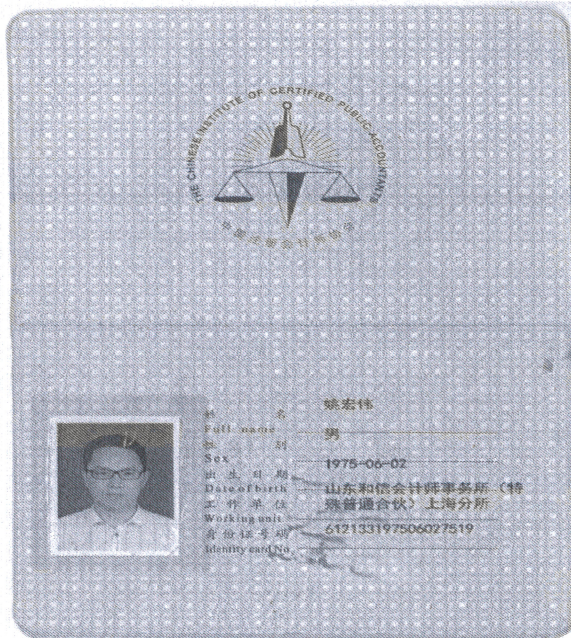 THE CHINESE INSTITUTE OF CERTIFIED PUBLIC ACCOUNTANTS
中国注册会计师协会
姓 名 姚宏伟
Full name
性 别 男
Sex
出 生 日 期 1975-06-02
Date of birth
工 作 单 位 山东和信会计师事务所（特
Working unit 殊普通合伙）上海分所
身份证号码 612133197506027519
Identity card No.